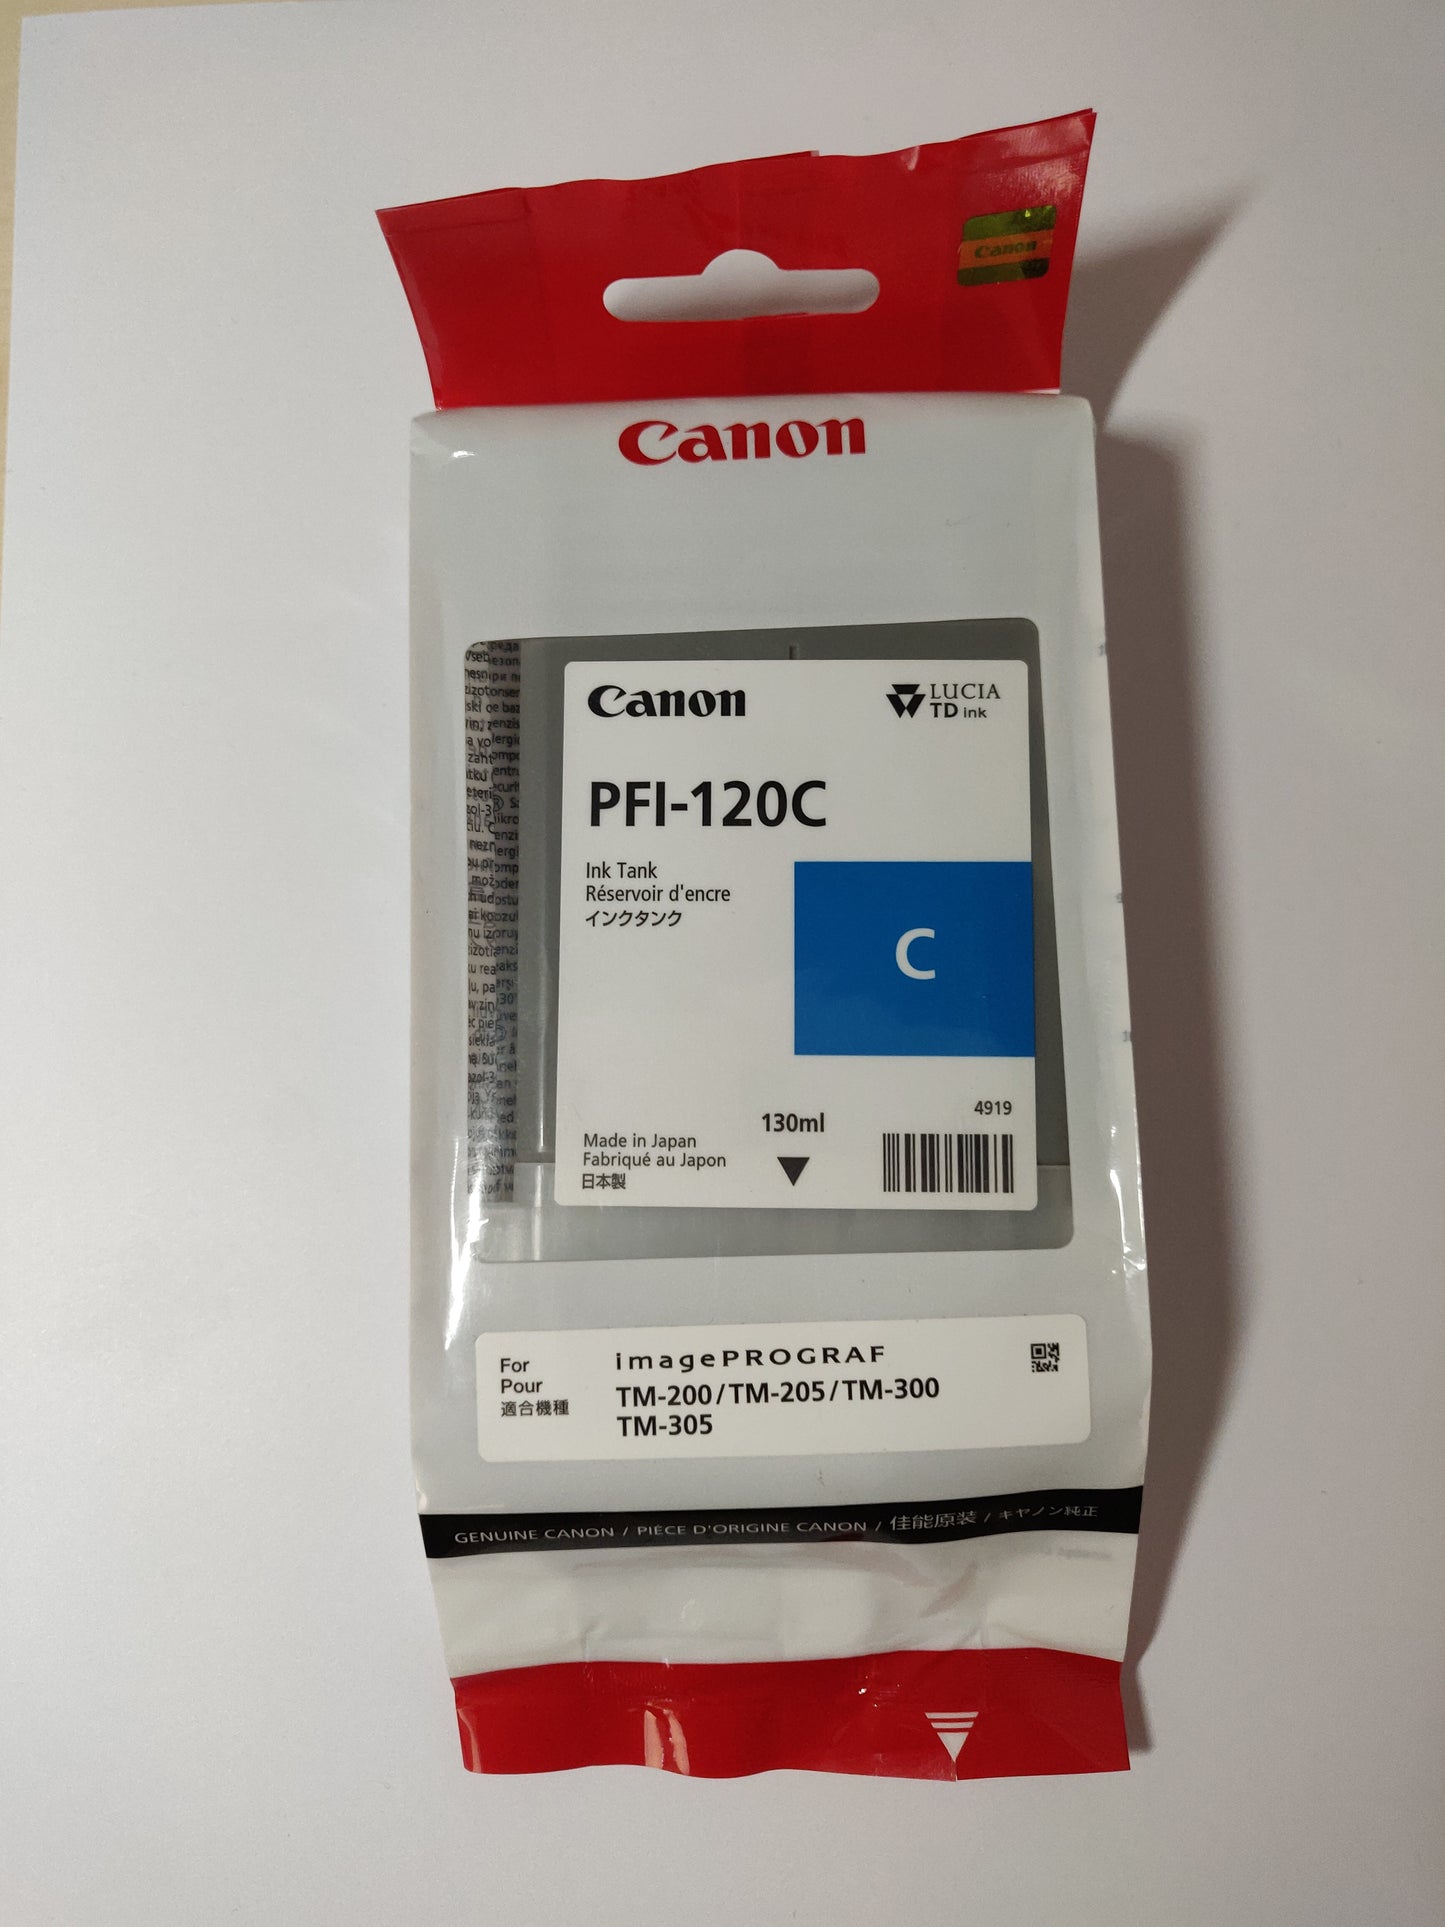 Canon
Canon
Canon
LUCIA
TD ink
PFI-120C
Ink Tank
Réservoir d'encre
インクタンク
C
4919
130ml
Made in Japan
Fabriqué au Japon
日本製
For
Pour
適合機種
imagePROGRAF
TM-200/TM-205/TM-300
TM-305
GENUINE CANON / PIÈCE D'ORIGINE CANON / 佳能原装 / キヤノン純正